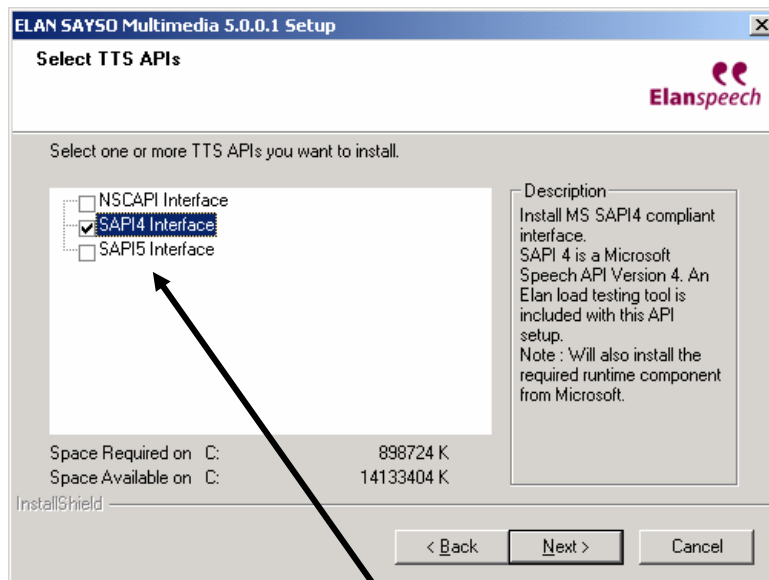 ELAN SAYSO Multimedia 5.0.0.1 Setup
Select TTS APIs
Elanspeech
Select one or more TTS APIs you want to install.
NSCAPI Interface
SAPI4 Interface
SAPI5 Interface
Description
Install MS SAPI4 compliant
interface.
SAPI 4 is a Microsoft
Speech API Version 4. An
Elan load testing tool is
included with this API
setup.
Note : Will also install the
required runtime component
from Microsoft.
Space Required on C: 898724 K
Space Available on C: 14133404 K
InstallShield
< Back Next > Cancel